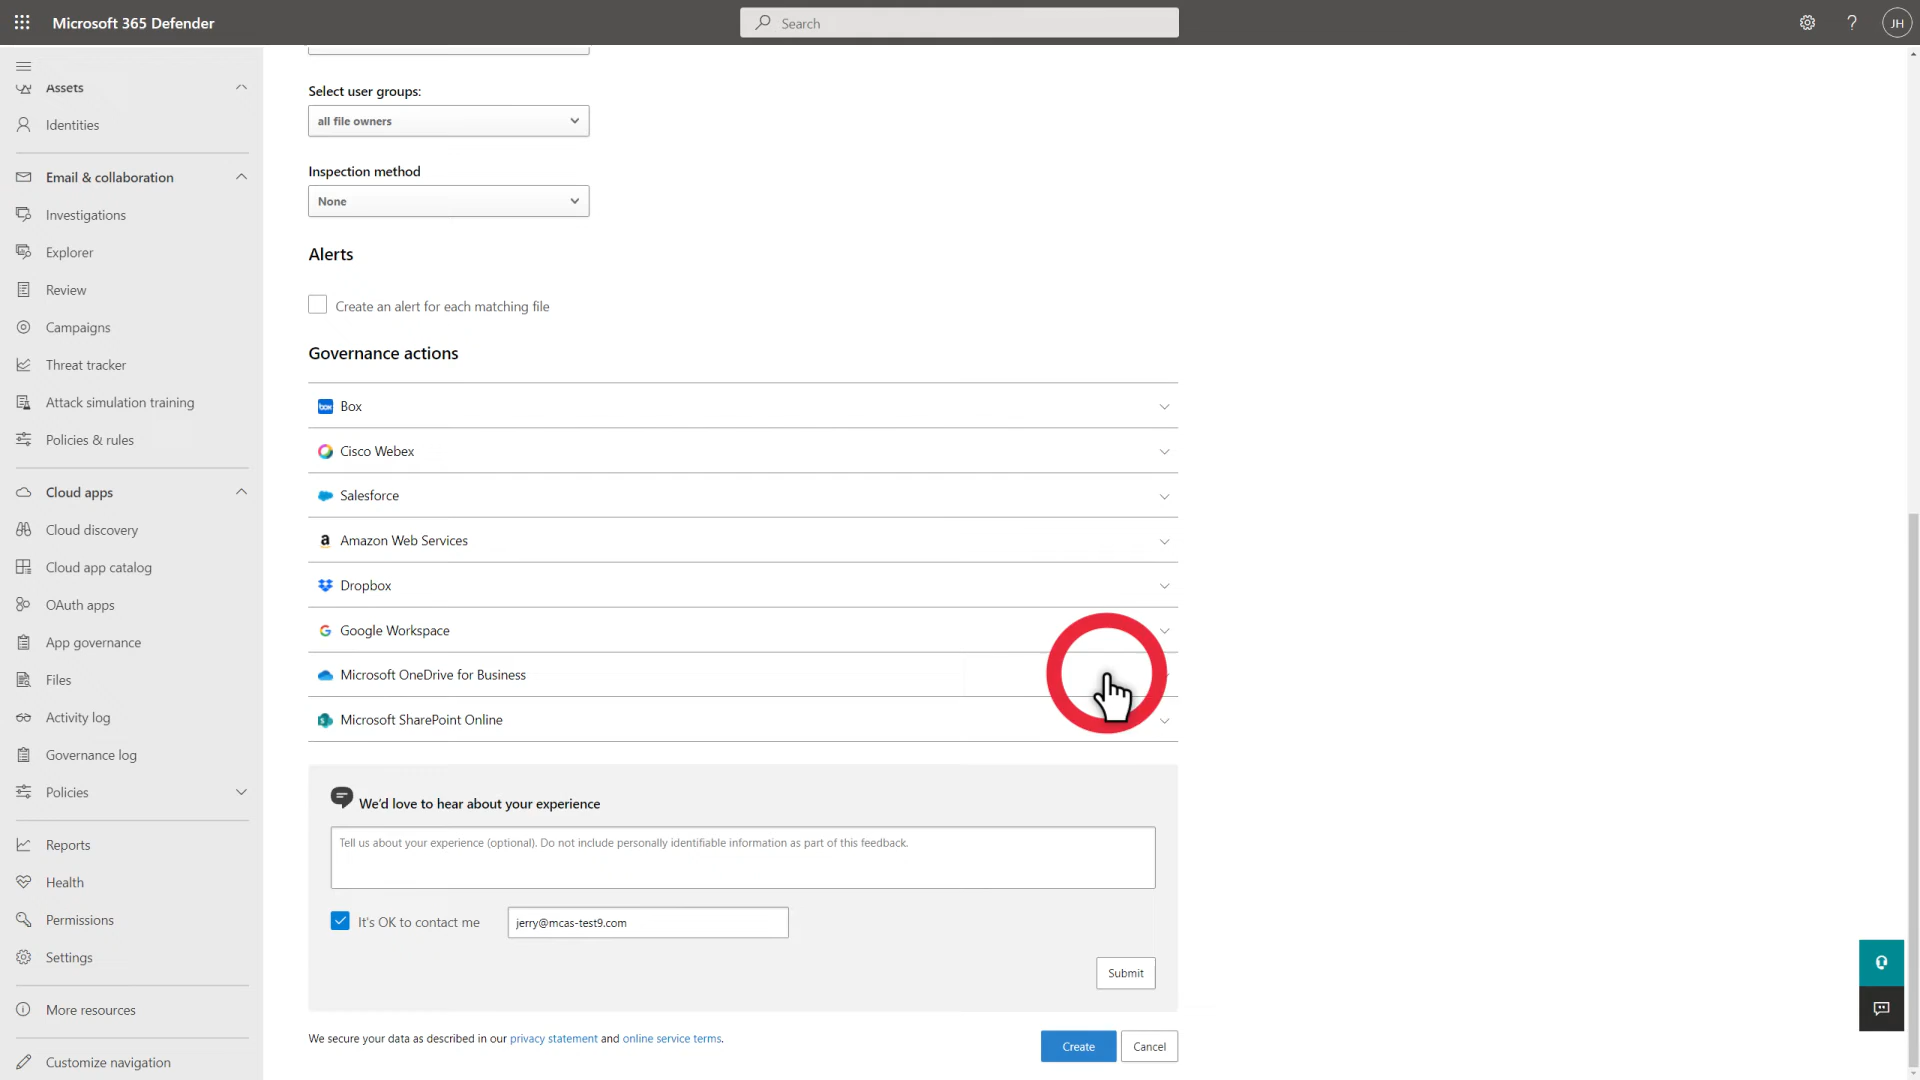 Microsoft 365 Defender
Search
JH
Assets
Identities
Email & collaboration
Investigations
Explorer
Review
Campaigns
Threat tracker
Attack simulation training
Policies & rules
Cloud apps
Cloud discovery
Cloud app catalog
OAuth apps
App governance
Files
Activity log
Governance log
Policies
Reports
Health
Permissions
Settings
More resources
Customize navigation
Select user groups:
all file owners
Inspection method
None
Alerts
Create an alert for each matching file
Governance actions
box Box
Cisco Webex
Salesforce
Amazon Web Services
Dropbox
Google Workspace
Microsoft OneDrive for Business
Microsoft SharePoint Online
We'd love to hear about your experience
Tell us about your experience (optional). Do not include personally identifiable information as part of this feedback.
It's OK to contact me
jerry@mcas-test9.com
Submit
We secure your data as described in our privacy statement and online service terms.
Create
Cancel